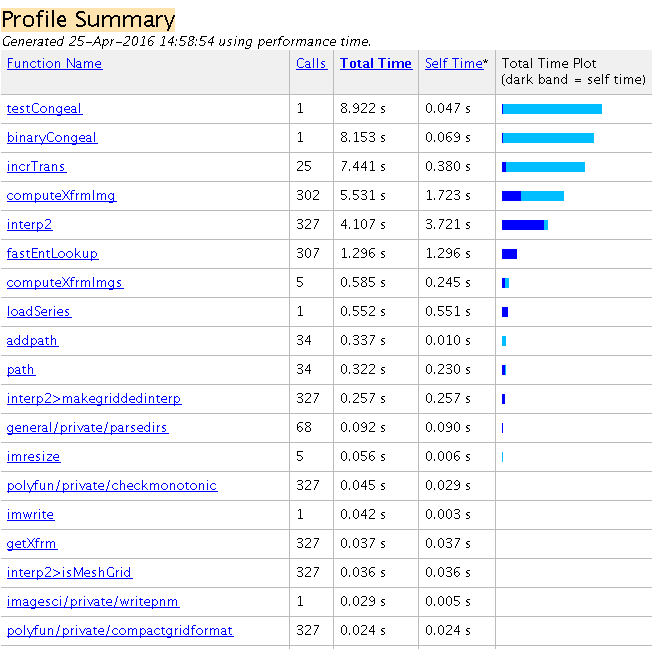 Profile Summary
Generated 25-Apr-2016 14:58:54 using performance time.
Function Name Calls Total Time Self Time* Total Time Plot
(dark band = self time)
testCongeal 1 8.922 s 0.047 s
binaryCongeal 1 8.153 s 0.069 s
incrTrans 25 7.441 s 0.380 s
computeXfrmImg 302 5.531 s 1.723 s
interp2 327 4.107 s 3.721 s
fastEntLookup 307 1.296 s 1.296 s
computeXfrmImgs 5 0.585 s 0.245 s
loadSeries 1 0.552 s 0.551 s
addpath 34 0.337 s 0.010 s
path 34 0.322 s 0.230 s
interp2>makegriddedinterp 327 0.257 s 0.257 s
general/private/parsedirs 68 0.092 s 0.090 s
imresize 5 0.056 s 0.006 s
polyfun/private/checkmonotonic 327 0.045 s 0.029 s
imwrite 1 0.042 s 0.003 s
getXfrm 327 0.037 s 0.037 s
interp2>isMeshGrid 327 0.036 s 0.036 s
imagesci/private/writepnm 1 0.029 s 0.005 s
polyfun/private/compactgridformat 327 0.024 s 0.024 s